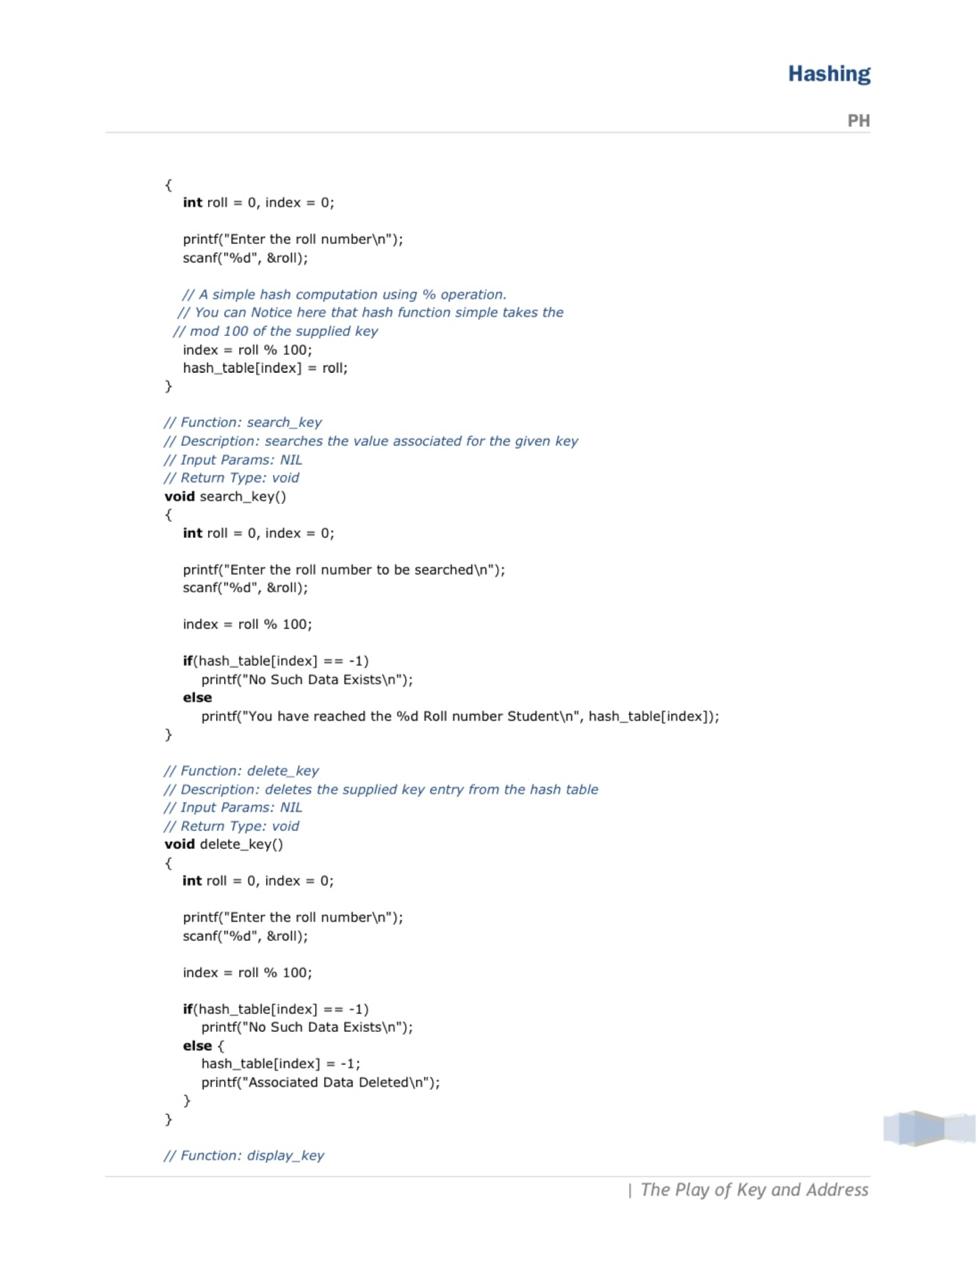 Hashing
PH
{
int roll = 0, index = 0;
printf("Enter the roll number\n");
scanf("%d", &roll);
// A simple hash computation using % operation.
// You can Notice here that hash function simple takes the
// mod 100 of the supplied key
index = roll % 100;
hash_table[index] = roll;
}
// Function: search_key
// Description: searches the value associated for the given key
// Input Params: NIL
// Return Type: void
void search_key()
{
int roll = 0, index = 0;
printf("Enter the roll number to be searched\n");
scanf("%d", &roll);
index = roll % 100;
if(hash_table[index] == -1)
printf("No Such Data Exists\n");
else
printf("You have reached the %d Roll number Student\n", hash_table[index]);
}
// Function: delete_key
// Description: deletes the supplied key entry from the hash table
// Input Params: NIL
// Return Type: void
void delete_key()
{
int roll = 0, index = 0;
printf("Enter the roll number\n");
scanf("%d", &roll);
index = roll % 100;
if(hash_table[index] == -1)
printf("No Such Data Exists\n");
else {
hash_table[index] = -1;
printf("Associated Data Deleted\n");
}
}
// Function: display_key
| The Play of Key and Address